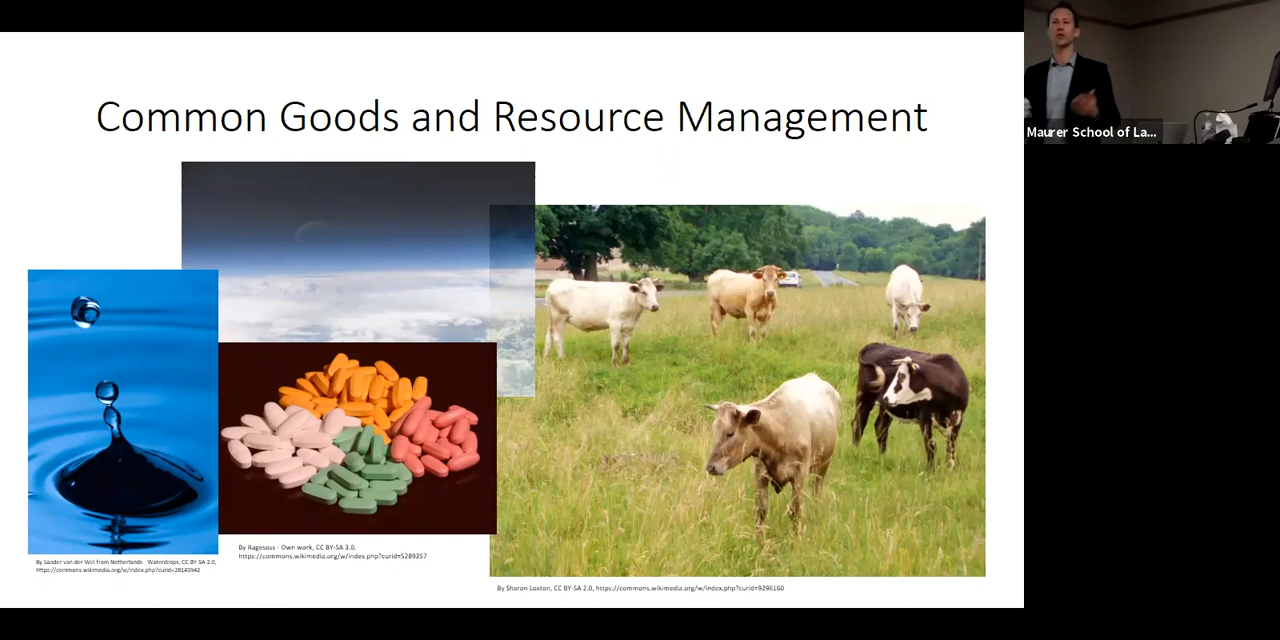 Common Goods and Resource Management
Maurer School of La...
By Ragesoss - Own work, CC BY-SA 3.0,
https://commons.wikimedia.org/w/index.php?curid=5289257
By Sander van der Wel from Netherlands Waterdrops, CC BY SA 2.0,
https://commons.wikimedia.org/w/index.php?curid=28143942
By Sharon Loxton, CC BY-SA 2.0, https://commons.wikimedia.org/w/index.php?curid=9296160